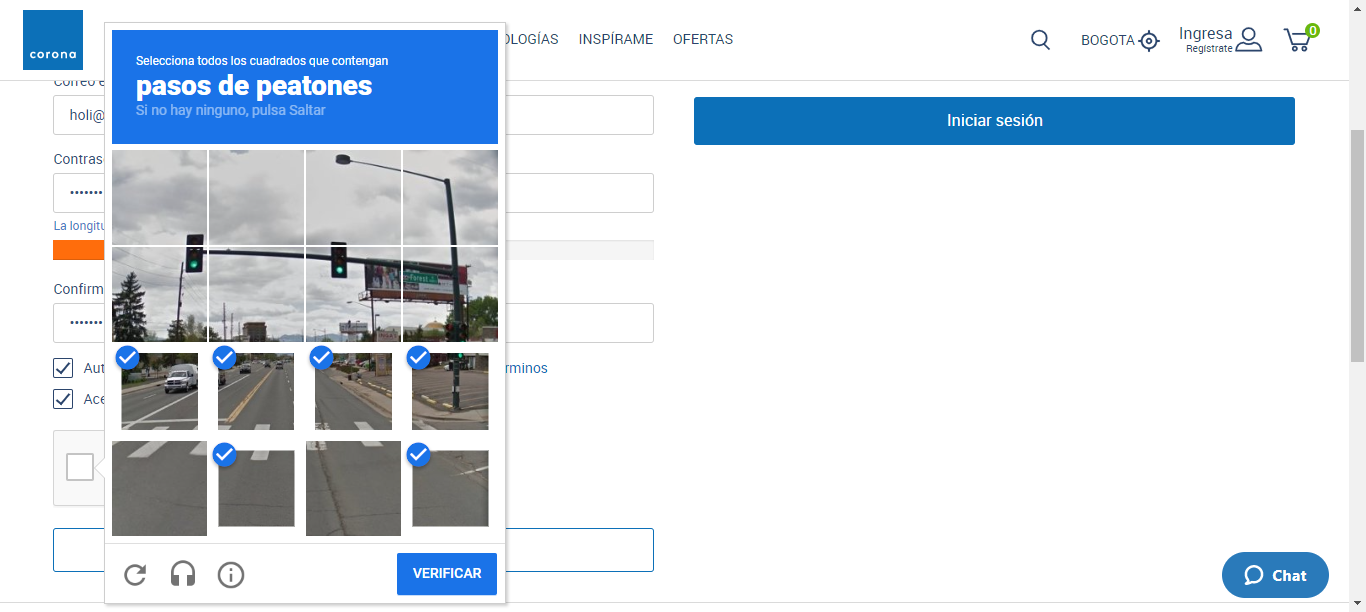 corona
OLOGÍAS INSPÍRAME OFERTAS
BOGOTA
Ingresa
Regístrate
0
Selecciona todos los cuadrados que contengan
pasos de peatones
Si no hay ninguno, pulsa Saltar
Correo e
holi@
Contras
La longitu
Confirm
Aut
rminos
Ace
Iniciar sesión
VERIFICAR
Chat